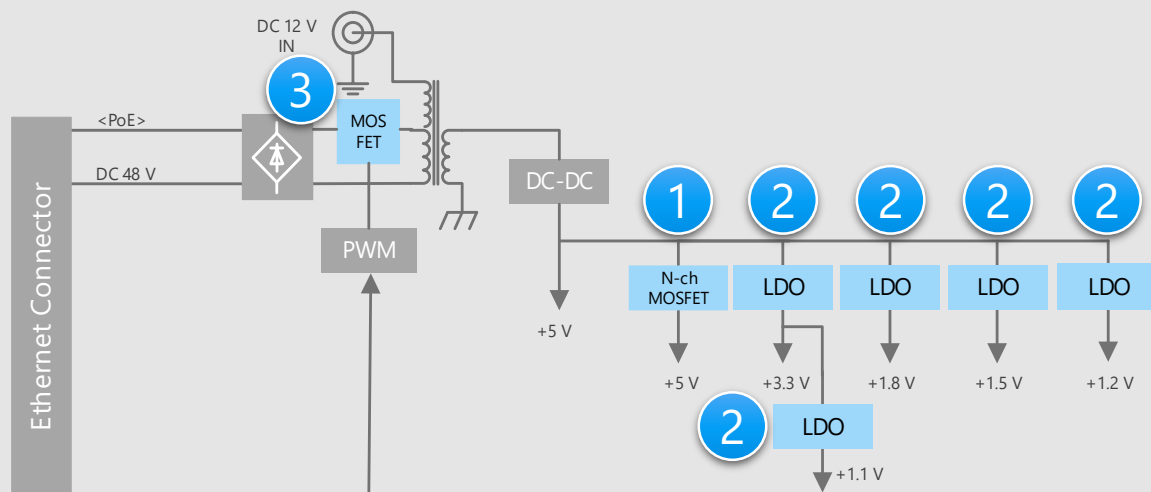 DC 12 V
IN
3
<PoE>
MOS
FET
DC 48 V
Ethernet Connector
PWM
DC-DC
1
2
2
2
2
N-ch
MOSFET
LDO
LDO
LDO
LDO
+5 V
+5 V
+3.3 V
+1.8 V
+1.5 V
+1.2 V
2
LDO
+1.1 V